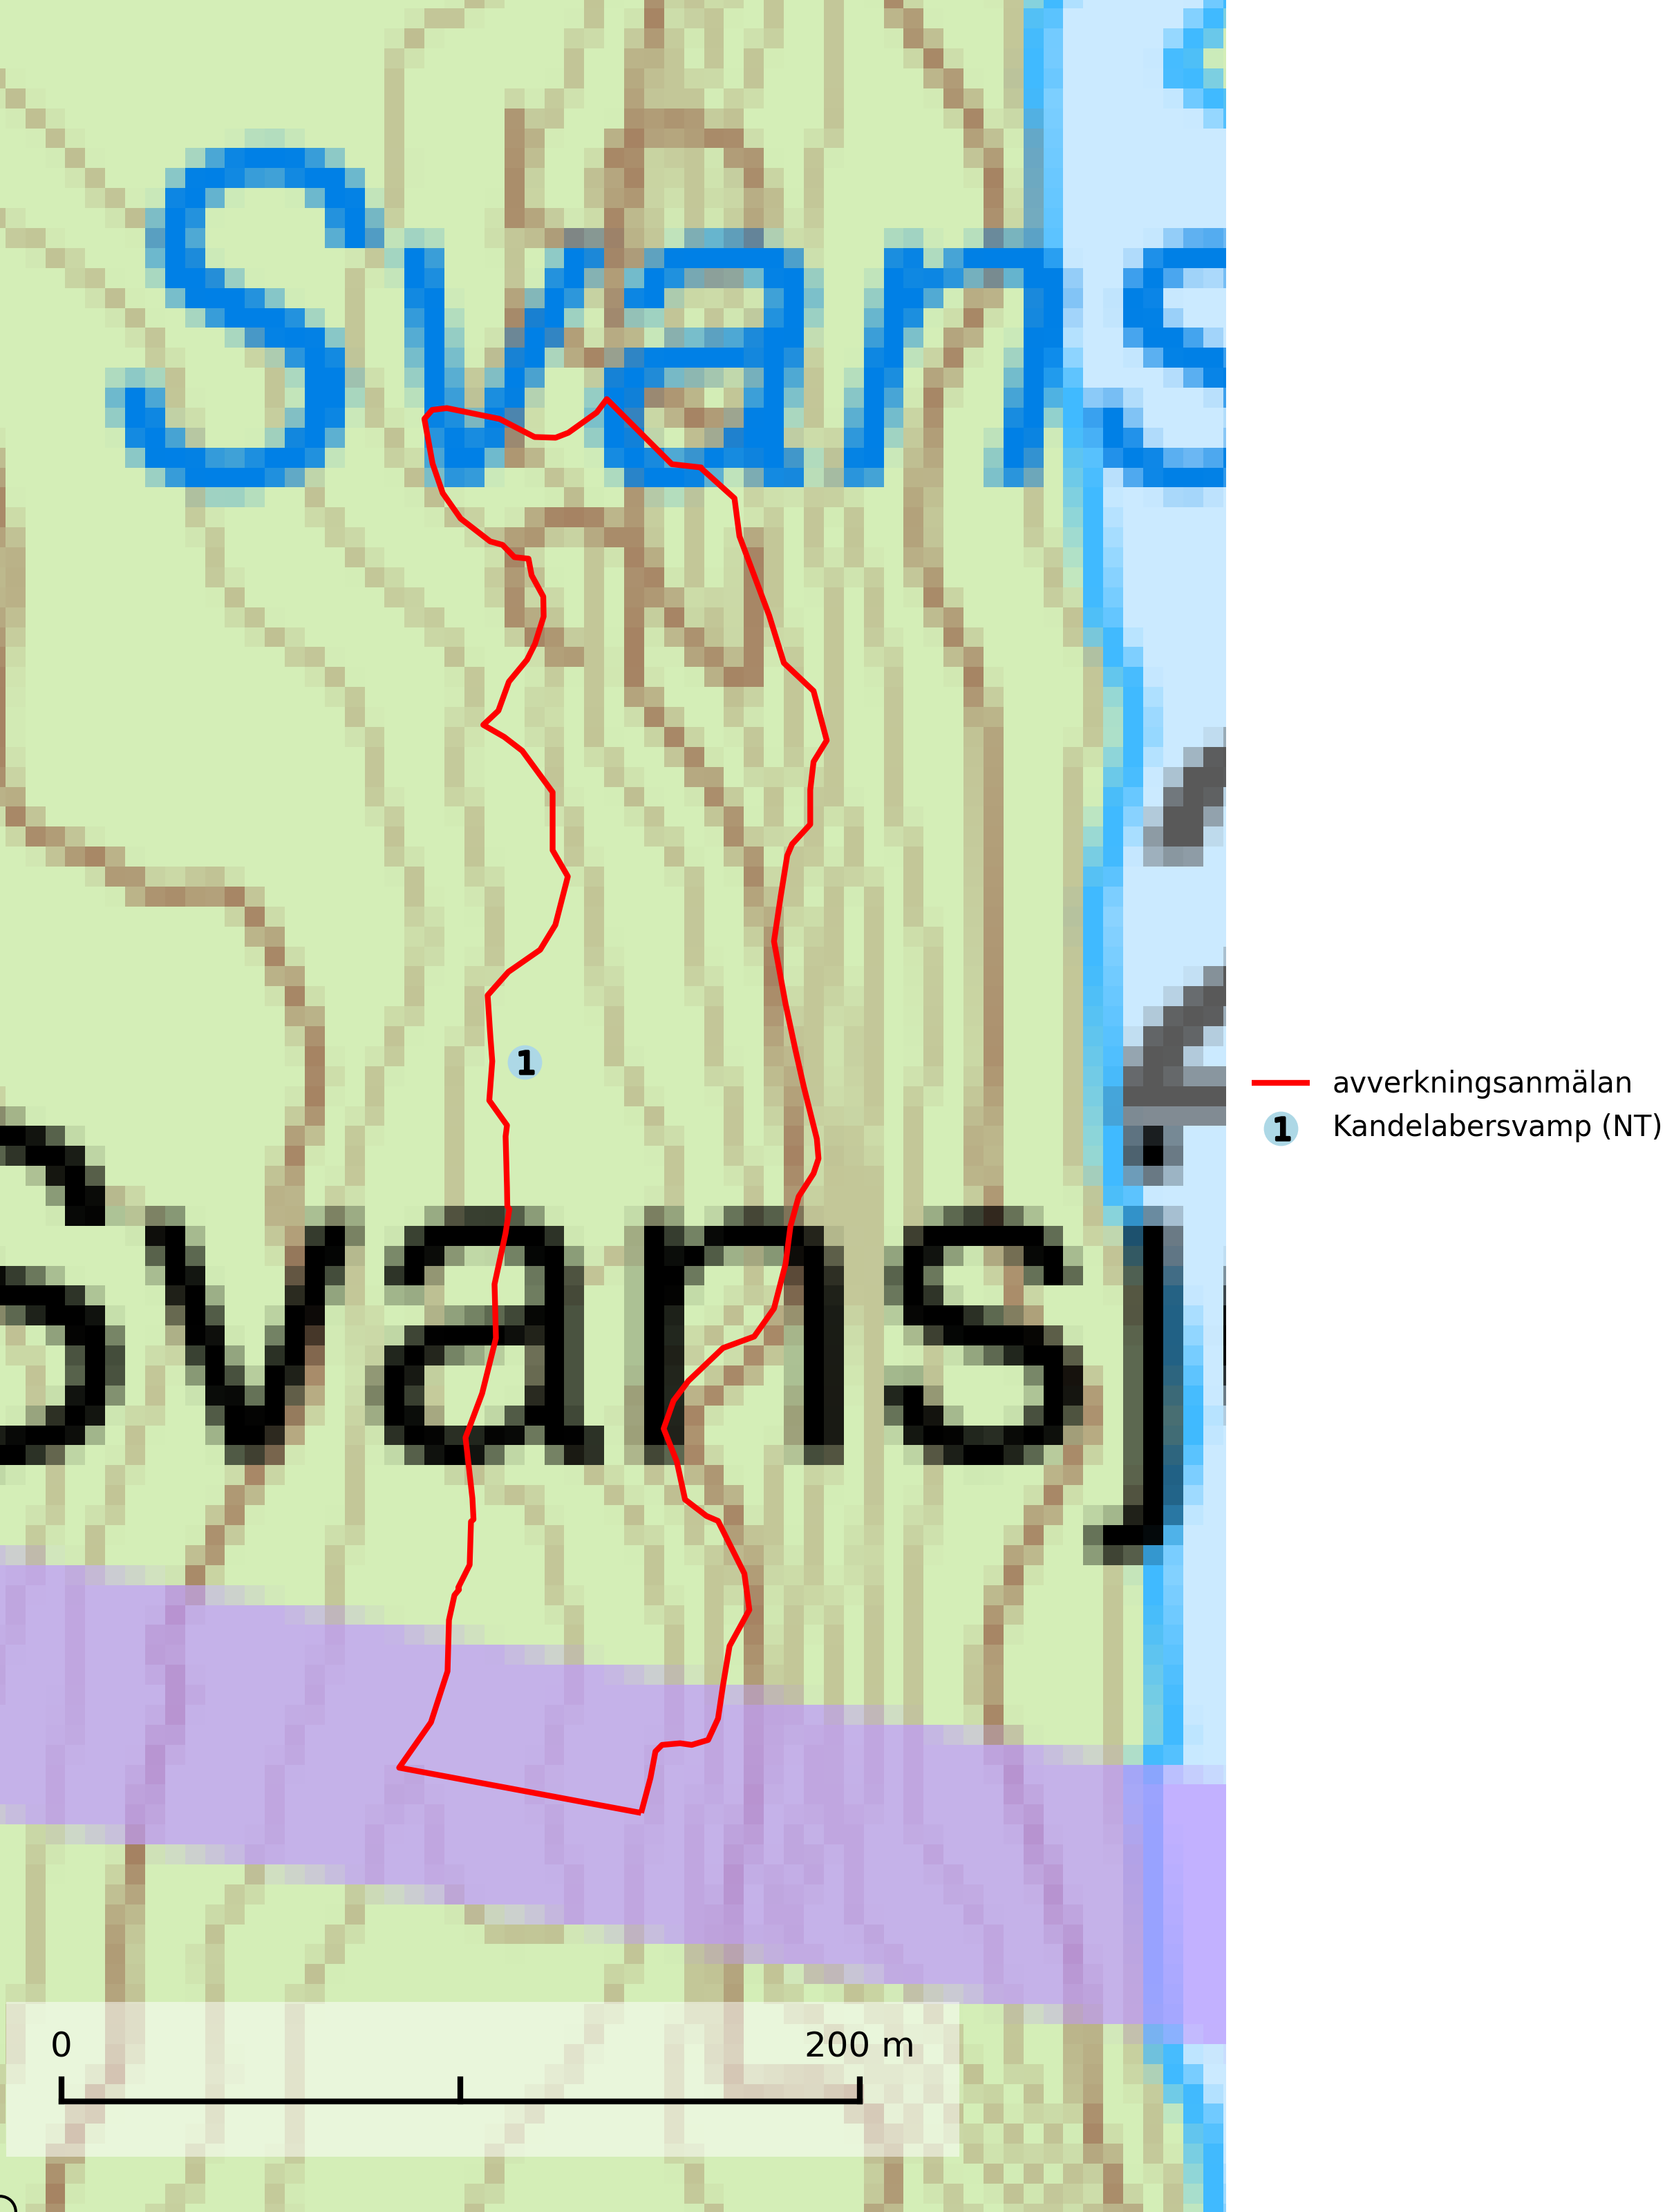 Svans
1
avverkningsanmälan
1 Kandelabersvamp (NT)
svansj
0 200 m